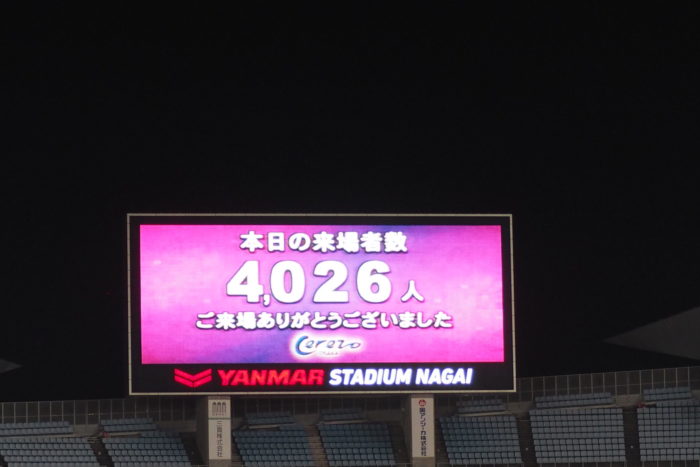 本日の来場者数
4,026人
ご来場ありがとうございました
Cerezo
OSAKA
YANMAR STADIUM NAGAI